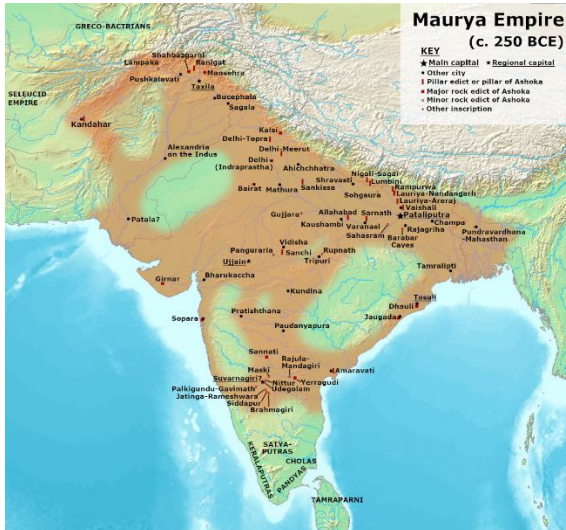 Maurya Empire
(c. 250 BCE)
KEY
Main capital
Regional capital
Other city
Pillar edict or pillar of Ashoka
Major rock edict of Ashoka
Minor rock edict of Ashoka
Other inscription
GRECO-BACTRIANS
SELEUCID
EMPIRE
Shahbazgarhi
Lampaka
Ranigat
Pushkalavati
Mansehra
Taxila
Bucephala
Sagala
Kandahar
Alexandria
on the Indus
Kalsi
Delhi-Topra
Delhi-Meerut
Delhi
(Indraprastha)
Ahichchatra
Bairat
Mathura
Sankissa
Shravasti
Nigali-Sagar
Lumbini
Sohgaura
Rampurwa
Lauriya-Nandangarh
Lauriya-Araraj
Vaishali
Pataliputra
Patala?
Gujjara
Allahabad
Kaushambi
Sarnath
Varanasi
Sahasram
Barabar
Caves
Rajagriha
Champa
Pundravardhana
-Mahasthan
Vidisha
Panguraria
Sanchi
Rupnath
Tripuri
Ujjain
Tamralipti
Girnar
Bharukaccha
Kundina
Tosali
Dhauli
Jaugada
Sopara
Pratishthana
Paudanyapura
Sannati
Maski
Rajula-
Mandagiri
Amaravati
Suvarnagiri?
Nittur
Yerragudi
Palkigundu-Gavimath
Udegolam
Jatinga-Rameshwara
Siddapur
Brahmagiri
SATYA-
PUTRAS
KERALAPUTRAS
CHOLAS
PANDYAS
TAMRAPARNI